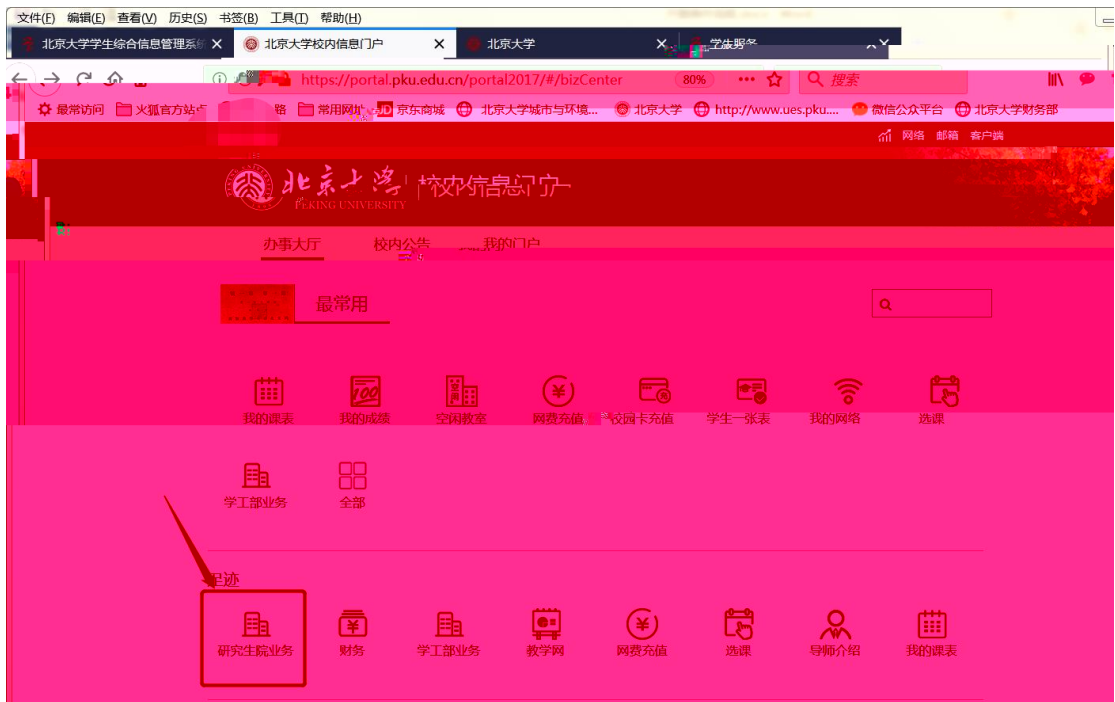 文件(F) 编辑(E) 查看(V) 历史(S) 书签(B) 工具(T) 帮助(H)
北京大学学生综合信息管理系统 北京大学校内信息门户 北京大学 学生服务
https://portal.pku.edu.cn/portal2017/#/bizCenter 80% 搜索
最常访问 火狐官方站点 常用网址 JD 京东商城 北京大学城市与环境... 北京大学 http://www.ues.pku.... 微信公众平台 北京大学财务部
网络 邮箱 客户端
北京大学 校内信息门户
PEKING UNIVERSITY
办事大厅 校内公告 我的门户
最常用
我的课表 我的成绩 空闲教室 网费充值 校园卡充值 学生一张表 我的网络 选课
学工部业务 全部
足迹
研究生院业务 财务 学工部业务 教学网 网费充值 选课 导师介绍 我的课表